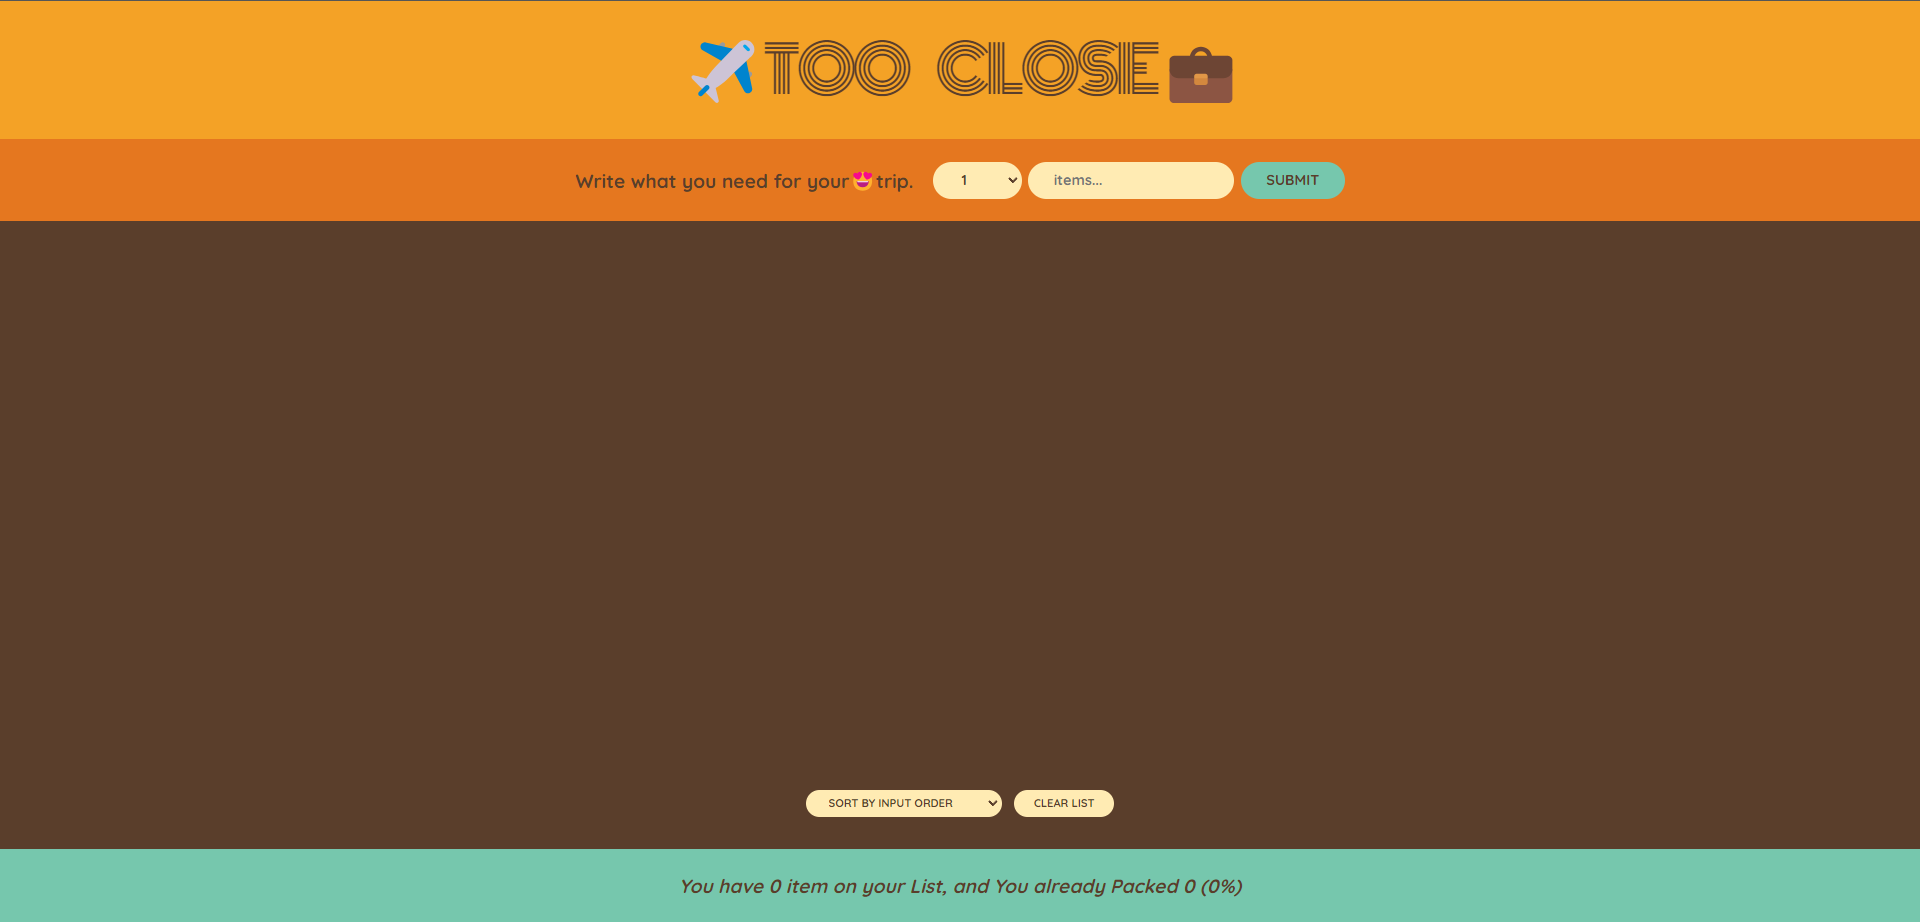 TOO CLOSE
Write what you need for your😍trip. 1 items... SUBMIT
SORT BY INPUT ORDER CLEAR LIST
You have 0 item on your List, and You already Packed 0 (0%)